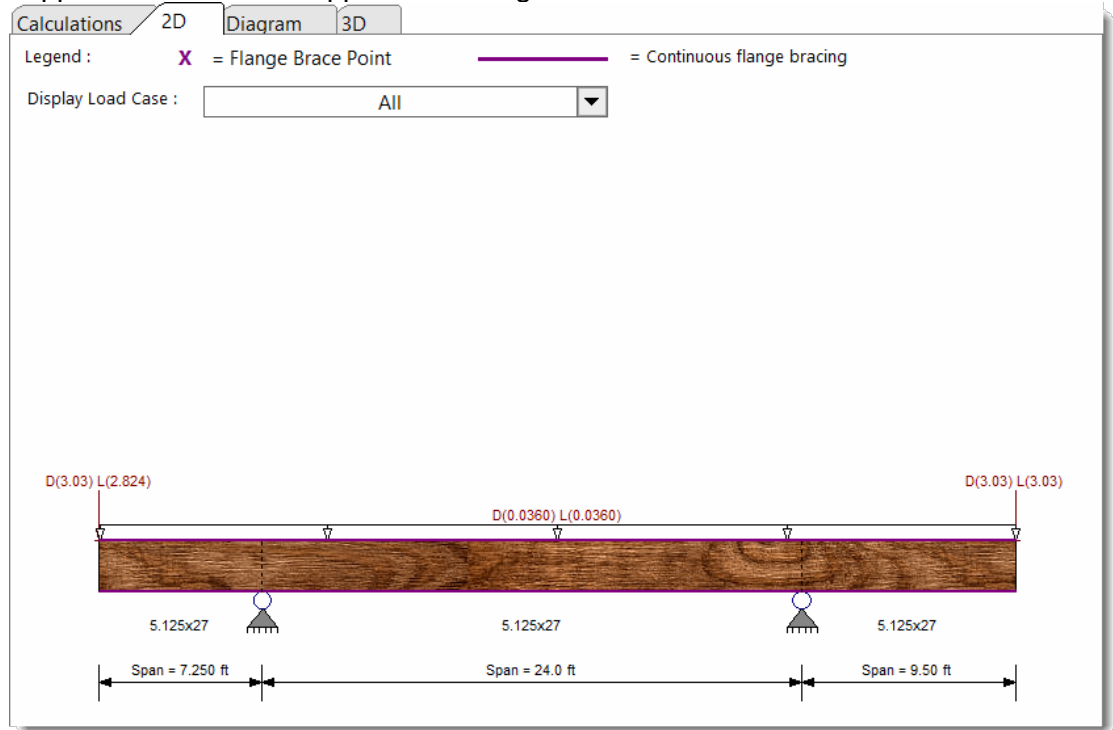 Calculations 2D Diagram 3D
Legend : X = Flange Brace Point = Continuous flange bracing
Display Load Case : All
D(3.03) L(2.824) D(3.03) L(3.03)
D(0.0360) L(0.0360)
5.125x27 5.125x27 5.125x27
Span = 7.250 ft Span = 24.0 ft Span = 9.50 ft